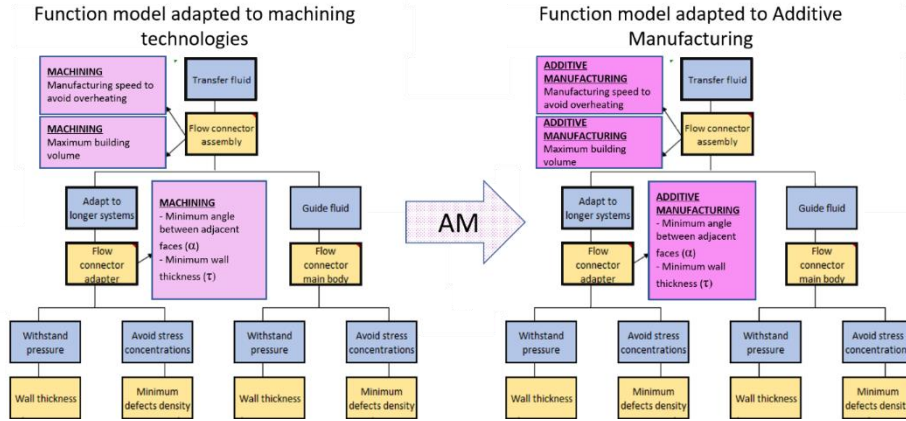 Function model adapted to machining
technologies
MACHINING
Manufacturing speed to
avoid overheating
MACHINING
Maximum building
volume
Transfer fluid
Flow connector
assembly
Adapt to
longer systems
MACHINING
- Minimum angle
between adjacent
faces (α)
- Minimum wall
thickness (τ)
Guide fluid
Flow
connector
adapter
Flow
connector
main body
Withstand
pressure
Avoid stress
concentrations
Withstand
pressure
Avoid stress
concentrations
Wall thickness
Minimum
defects density
Wall thickness
Minimum
defects density
AM
Function model adapted to Additive
Manufacturing
ADDITIVE
MANUFACTURING
Manufacturing speed to
avoid overheating
ADDITIVE
MANUFACTURING
Maximum building
volume
Transfer fluid
Flow connector
assembly
Adapt to
longer systems
ADDITIVE
MANUFACTURING
- Minimum angle
between adjacent
faces (α)
- Minimum wall
thickness (τ)
Guide fluid
Flow
connector
adapter
Flow
connector
main body
Withstand
pressure
Avoid stress
concentrations
Withstand
pressure
Avoid stress
concentrations
Wall thickness
Minimum
defects density
Wall thickness
Minimum
defects density